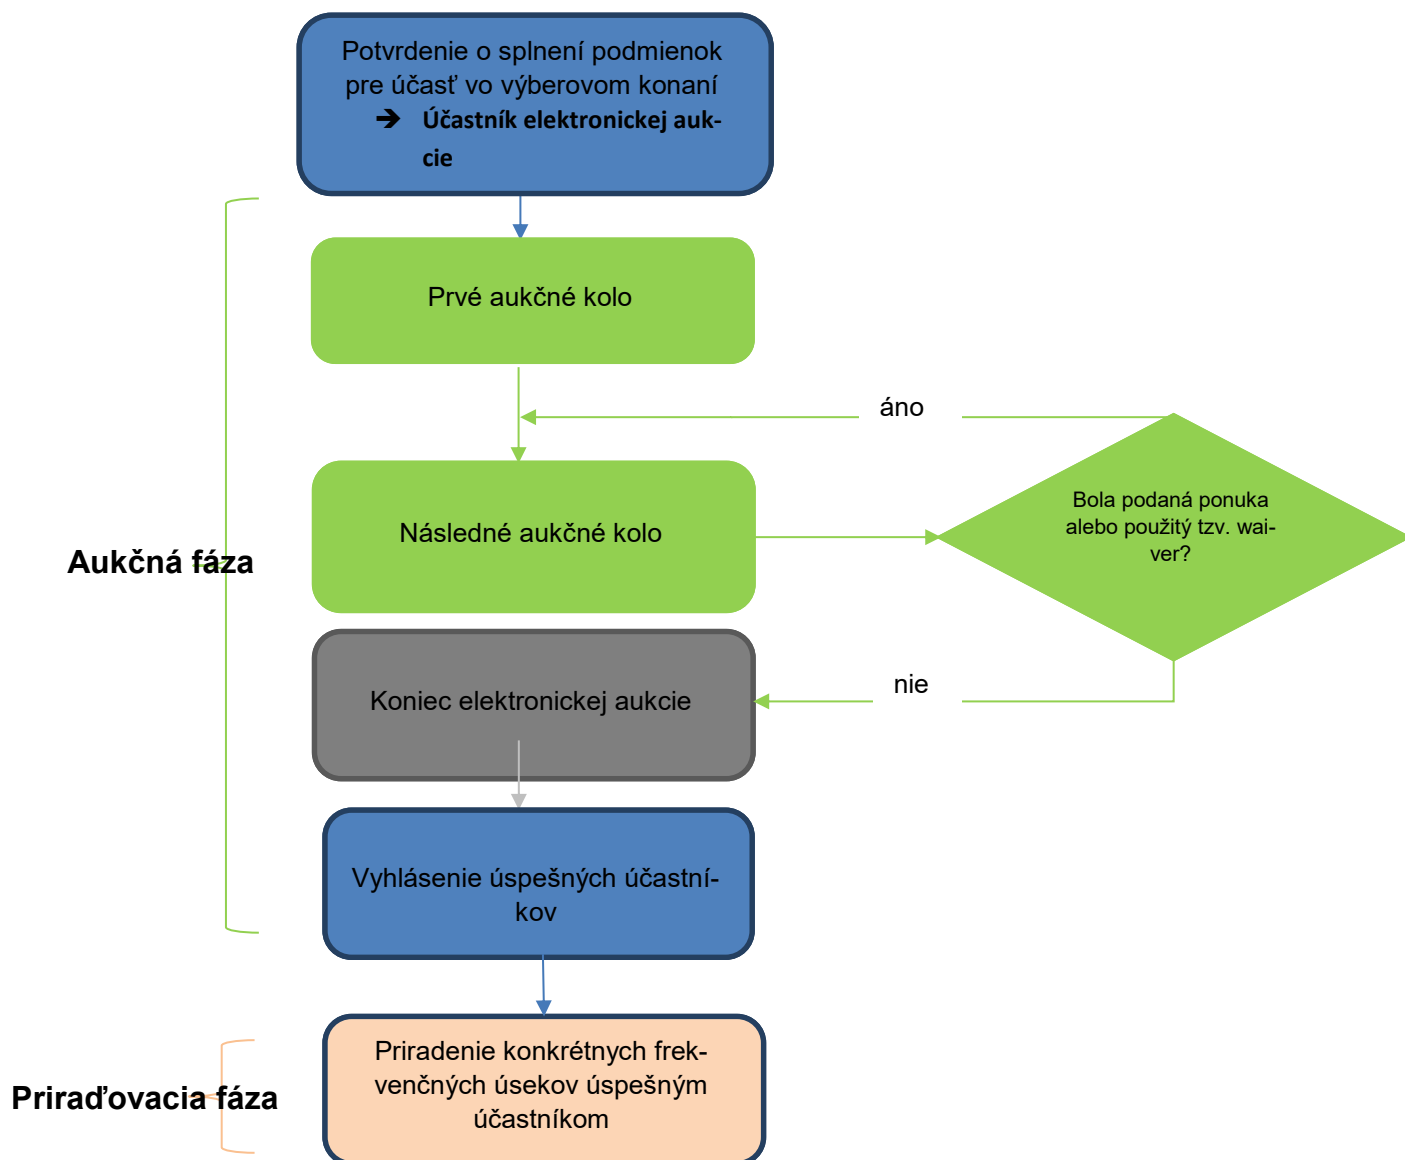 Potvrdenie o splnení podmienok
pre účasť vo výberovom konaní
➔ Účastník elektronickej auk-
cie
Prvé aukčné kolo
áno
Následné aukčné kolo
Bola podaná ponuka
alebo použitý tzv. wai-
ver?
Aukčná fáza
nie
Koniec elektronickej aukcie
Vyhlásenie úspešných účastní-
kov
Priradenie konkrétnych frek-
venčných úsekov úspešným
účastníkom
Priraďovacia fáza